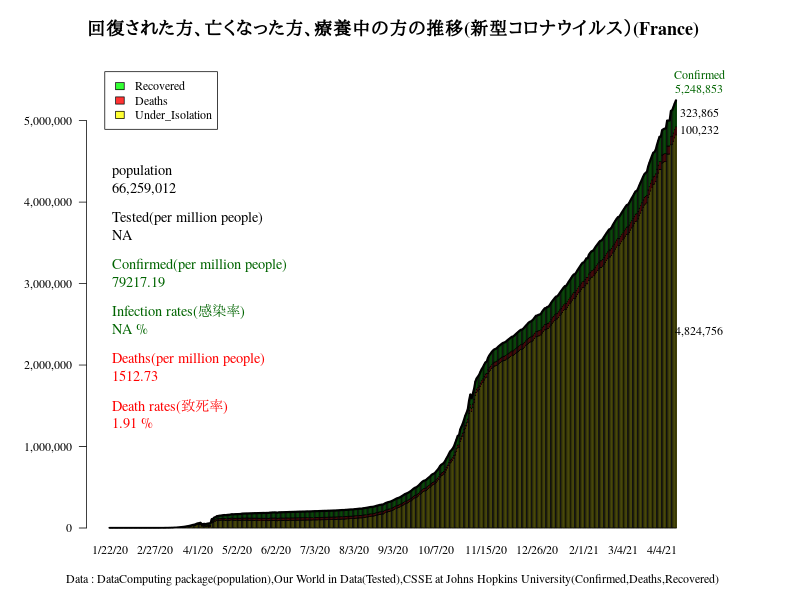 回復された方、亡くなった方、療養中の方の推移(新型コロナウイルス）(France)
Recovered
Deaths
Under_Isolation
Confirmed
5,248,853
323,865
100,232
4,824,756
population
66,259,012
Tested(per million people)
NA
Confirmed(per million people)
79217.19
Infection rates(感染率)
NA %
Deaths(per million people)
1512.73
Death rates(致死率)
1.91 %
5,000,000
4,000,000
3,000,000
2,000,000
1,000,000
0
1/22/20 2/27/20 4/1/20 5/2/20 6/2/20 7/3/20 8/3/20 9/3/20 10/7/20 11/15/20 12/26/20 2/1/21 3/4/21 4/4/21
Data : DataComputing package(population),Our World in Data(Tested),CSSE at Johns Hopkins University(Confirmed,Deaths,Recovered)